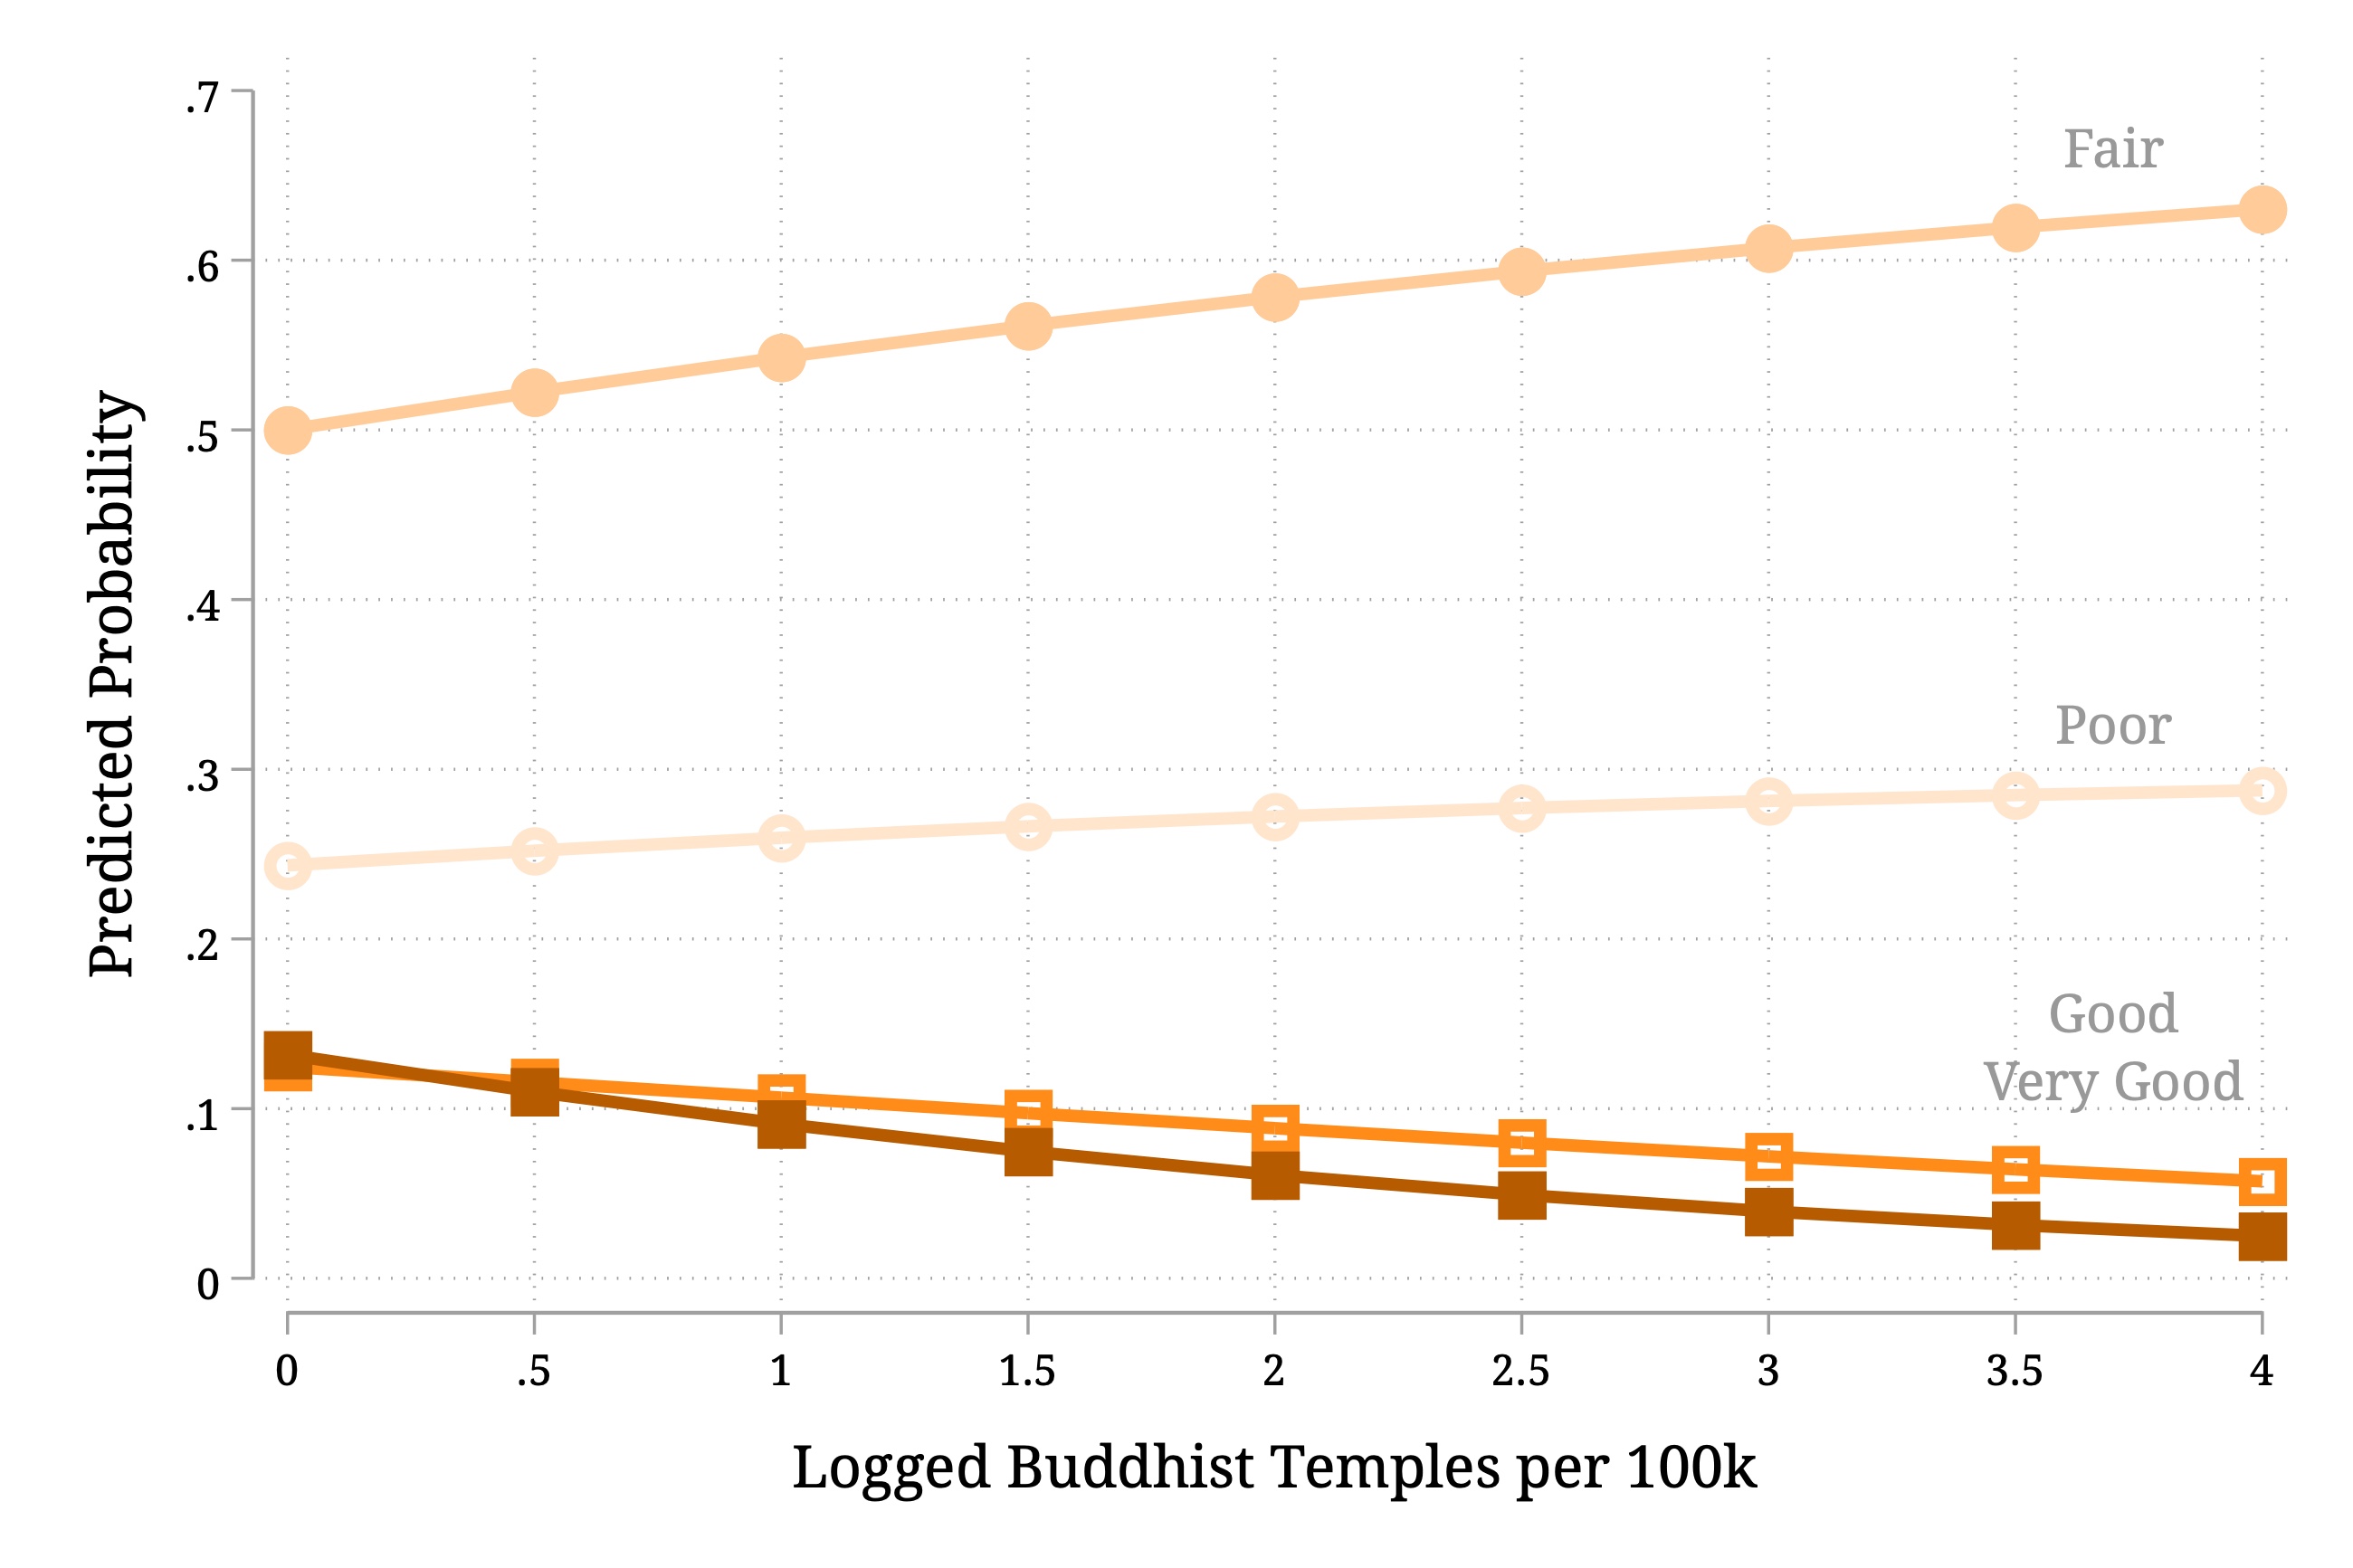 .7
.6
.5
.4
.3
.2
.1
0
Predicted Probability
Fair
Poor
Good
Very Good
0 .5 1 1.5 2 2.5 3 3.5 4
Logged Buddhist Temples per 100k